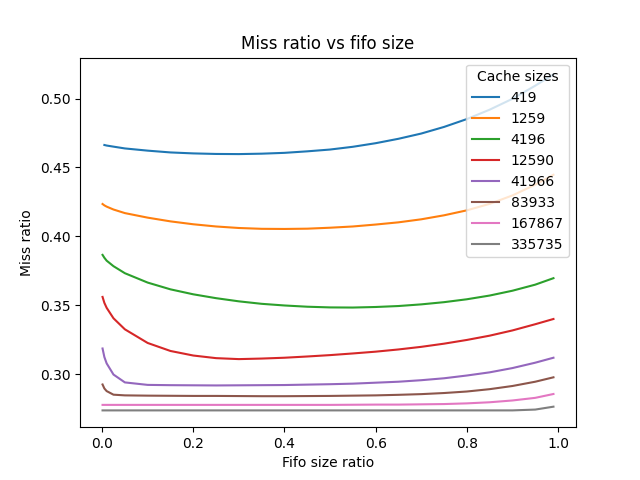 Miss ratio vs fifo size
Cache sizes
419
1259
4196
12590
41966
83933
167867
335735
Miss ratio
0.50
0.45
0.40
0.35
0.30
0.0 0.2 0.4 0.6 0.8 1.0
Fifo size ratio